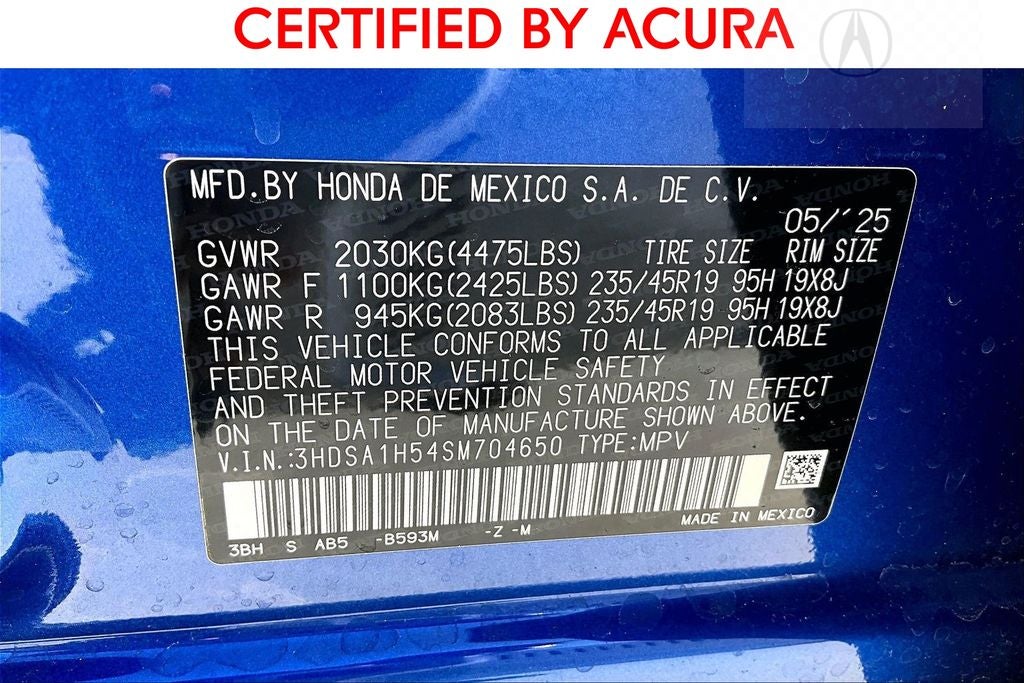 CERTIFIED BY ACURA
MFD.BY HONDA DE MEXICO S.A. DE C.V.
05/'25
GVWR 2030KG(4475LBS) TIRE SIZE RIM SIZE
GAWR F 1100KG(2425LBS) 235/45R19 95H 19X8J
GAWR R 945KG(2083LBS) 235/45R19 95H 19X8J
THIS VEHICLE CONFORMS TO ALL APPLICABLE
FEDERAL MOTOR VEHICLE SAFETY
AND THEFT PREVENTION STANDARDS IN EFFECT
ON THE DATE OF MANUFACTURE SHOWN ABOVE.
V.I.N.:3HDSA1H54SM704650 TYPE:MPV
MADE IN MEXICO
3BH S AB5 -B593M -Z -M